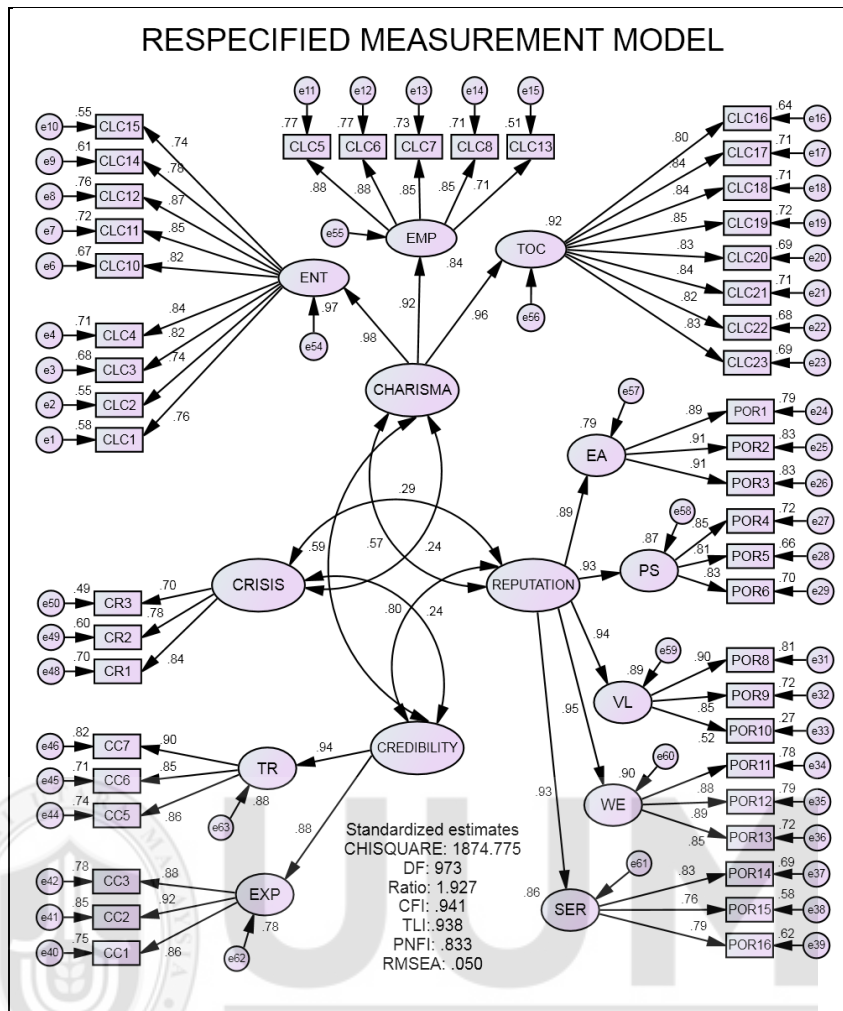 RESPECIFIED MEASUREMENT MODEL
e10 .55 CLC15 .74
e9 .61 CLC14 .78
e8 .76 CLC12 .87
e7 .72 CLC11 .85
e6 .67 CLC10 .82
e4 .71 CLC4 .84
e3 .68 CLC3 .82
e2 .55 CLC2 .74
e1 .58 CLC1 .76
ENT .97 e54 .98
e11 e12 e13 e14 e15
.77 .77 .73 .71 .51
CLC5 CLC6 CLC7 CLC8 CLC13
.88 .88 .85 .85 .71
e55 EMP .84 .92
.92 TOC e56 .96
.80 CLC16 .64 e16
.84 CLC17 .71 e17
.84 CLC18 .71 e18
.85 CLC19 .72 e19
.83 CLC20 .69 e20
.84 CLC21 .71 e21
.82 CLC22 .68 e22
.83 CLC23 .69 e23
CHARISMA
.29
.59 .57 .24
.80 .24
CRISIS
e50 .49 CR3 .70
e49 .60 CR2 .78
e48 .70 CR1 .84
REPUTATION
e57 .79 EA .89
.89 POR1 .79 e24
.91 POR2 .83 e25
.91 POR3 .83 e26
e58 .87 PS .93
.85 POR4 .72 e27
.81 POR5 .66 e28
.83 POR6 .70 e29
e59 .89 VL .94
.90 POR8 .81 e31
.85 POR9 .72 e32
.52 POR10 .27 e33
e60 .90 WE .95
.88 POR11 .78 e34
.89 POR12 .79 e35
.85 POR13 .72 e36
e61 .86 SER .93
.83 POR14 .69 e37
.76 POR15 .58 e38
.79 POR16 .62 e39
CREDIBILITY
.94 TR .88 e63
e46 .82 CC7 .90
e45 .71 CC6 .85
e44 .74 CC5 .86
.88 EXP .78 e62
e42 .78 CC3 .88
e41 .85 CC2 .92
e40 .75 CC1 .86
Standardized estimates
CHISQUARE: 1874.775
DF: 973
Ratio: 1.927
CFI: .941
TLI:.938
PNFI: .833
RMSEA: .050
UUM